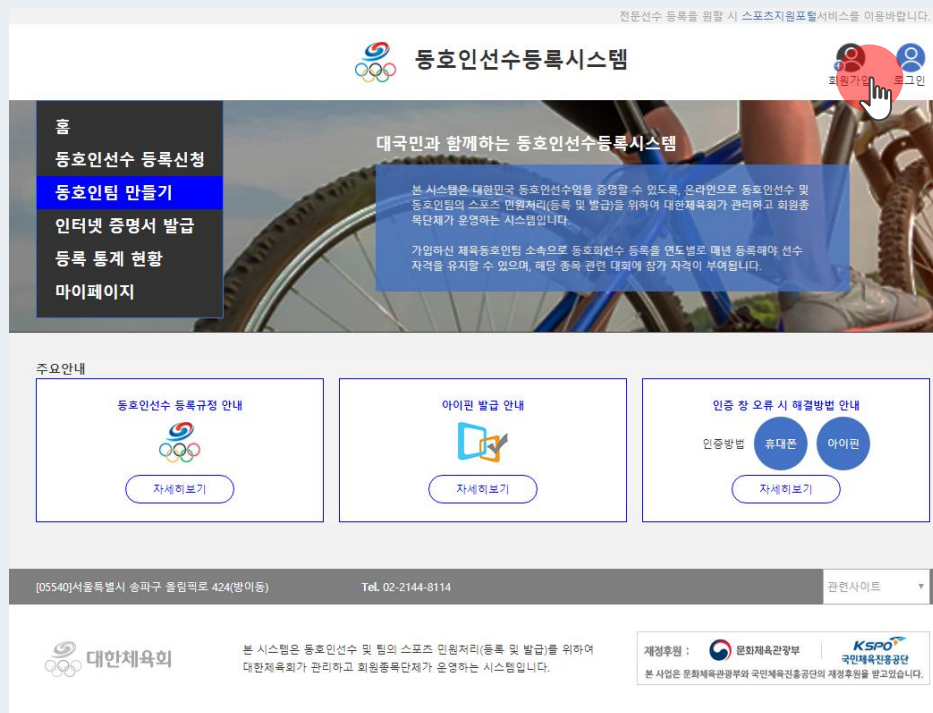 전문선수 등록을 원할 시 스포츠지원포털서비스를 이용바랍니다.
동호인선수등록시스템
회원가입
로그인
홈
동호인선수 등록신청
동호인팀 만들기
인터넷 증명서 발급
등록 통계 현황
마이페이지
대국민과 함께하는 동호인선수등록시스템
본 시스템은 대한민국 동호인선수임을 증명할 수 있도록, 온라인으로 동호인선수 및
동호인팀의 스포츠 민원처리(등록 및 발급)을 위하여 대한체육회가 관리하고 회원종
목단체가 운영하는 시스템입니다.
가입하신 체육동호인팀 소속으로 동호회선수 등록을 연도별로 매년 등록해야 선수
자격을 유지할 수 있으며, 해당 종목 관련 대회에 참가 자격이 부여됩니다.
주요안내
동호인선수 등록규정 안내
자세히보기
아이핀 발급 안내
자세히보기
인증 창 오류 시 해결방법 안내
인증방법 휴대폰 아이핀
자세히보기
[05540]서울특별시 송파구 올림픽로 424(방이동) Tel. 02-2144-8114
관련사이트
대한체육회
본 시스템은 동호인선수 및 팀의 스포츠 민원처리(등록 및 발급)를 위하여
대한체육회가 관리하고 회원종목단체가 운영하는 시스템입니다.
재정후원 : 문화체육관광부 KSPO 국민체육진흥공단
본 사업은 문화체육관광부와 국민체육진흥공단의 재정후원을 받고있습니다.